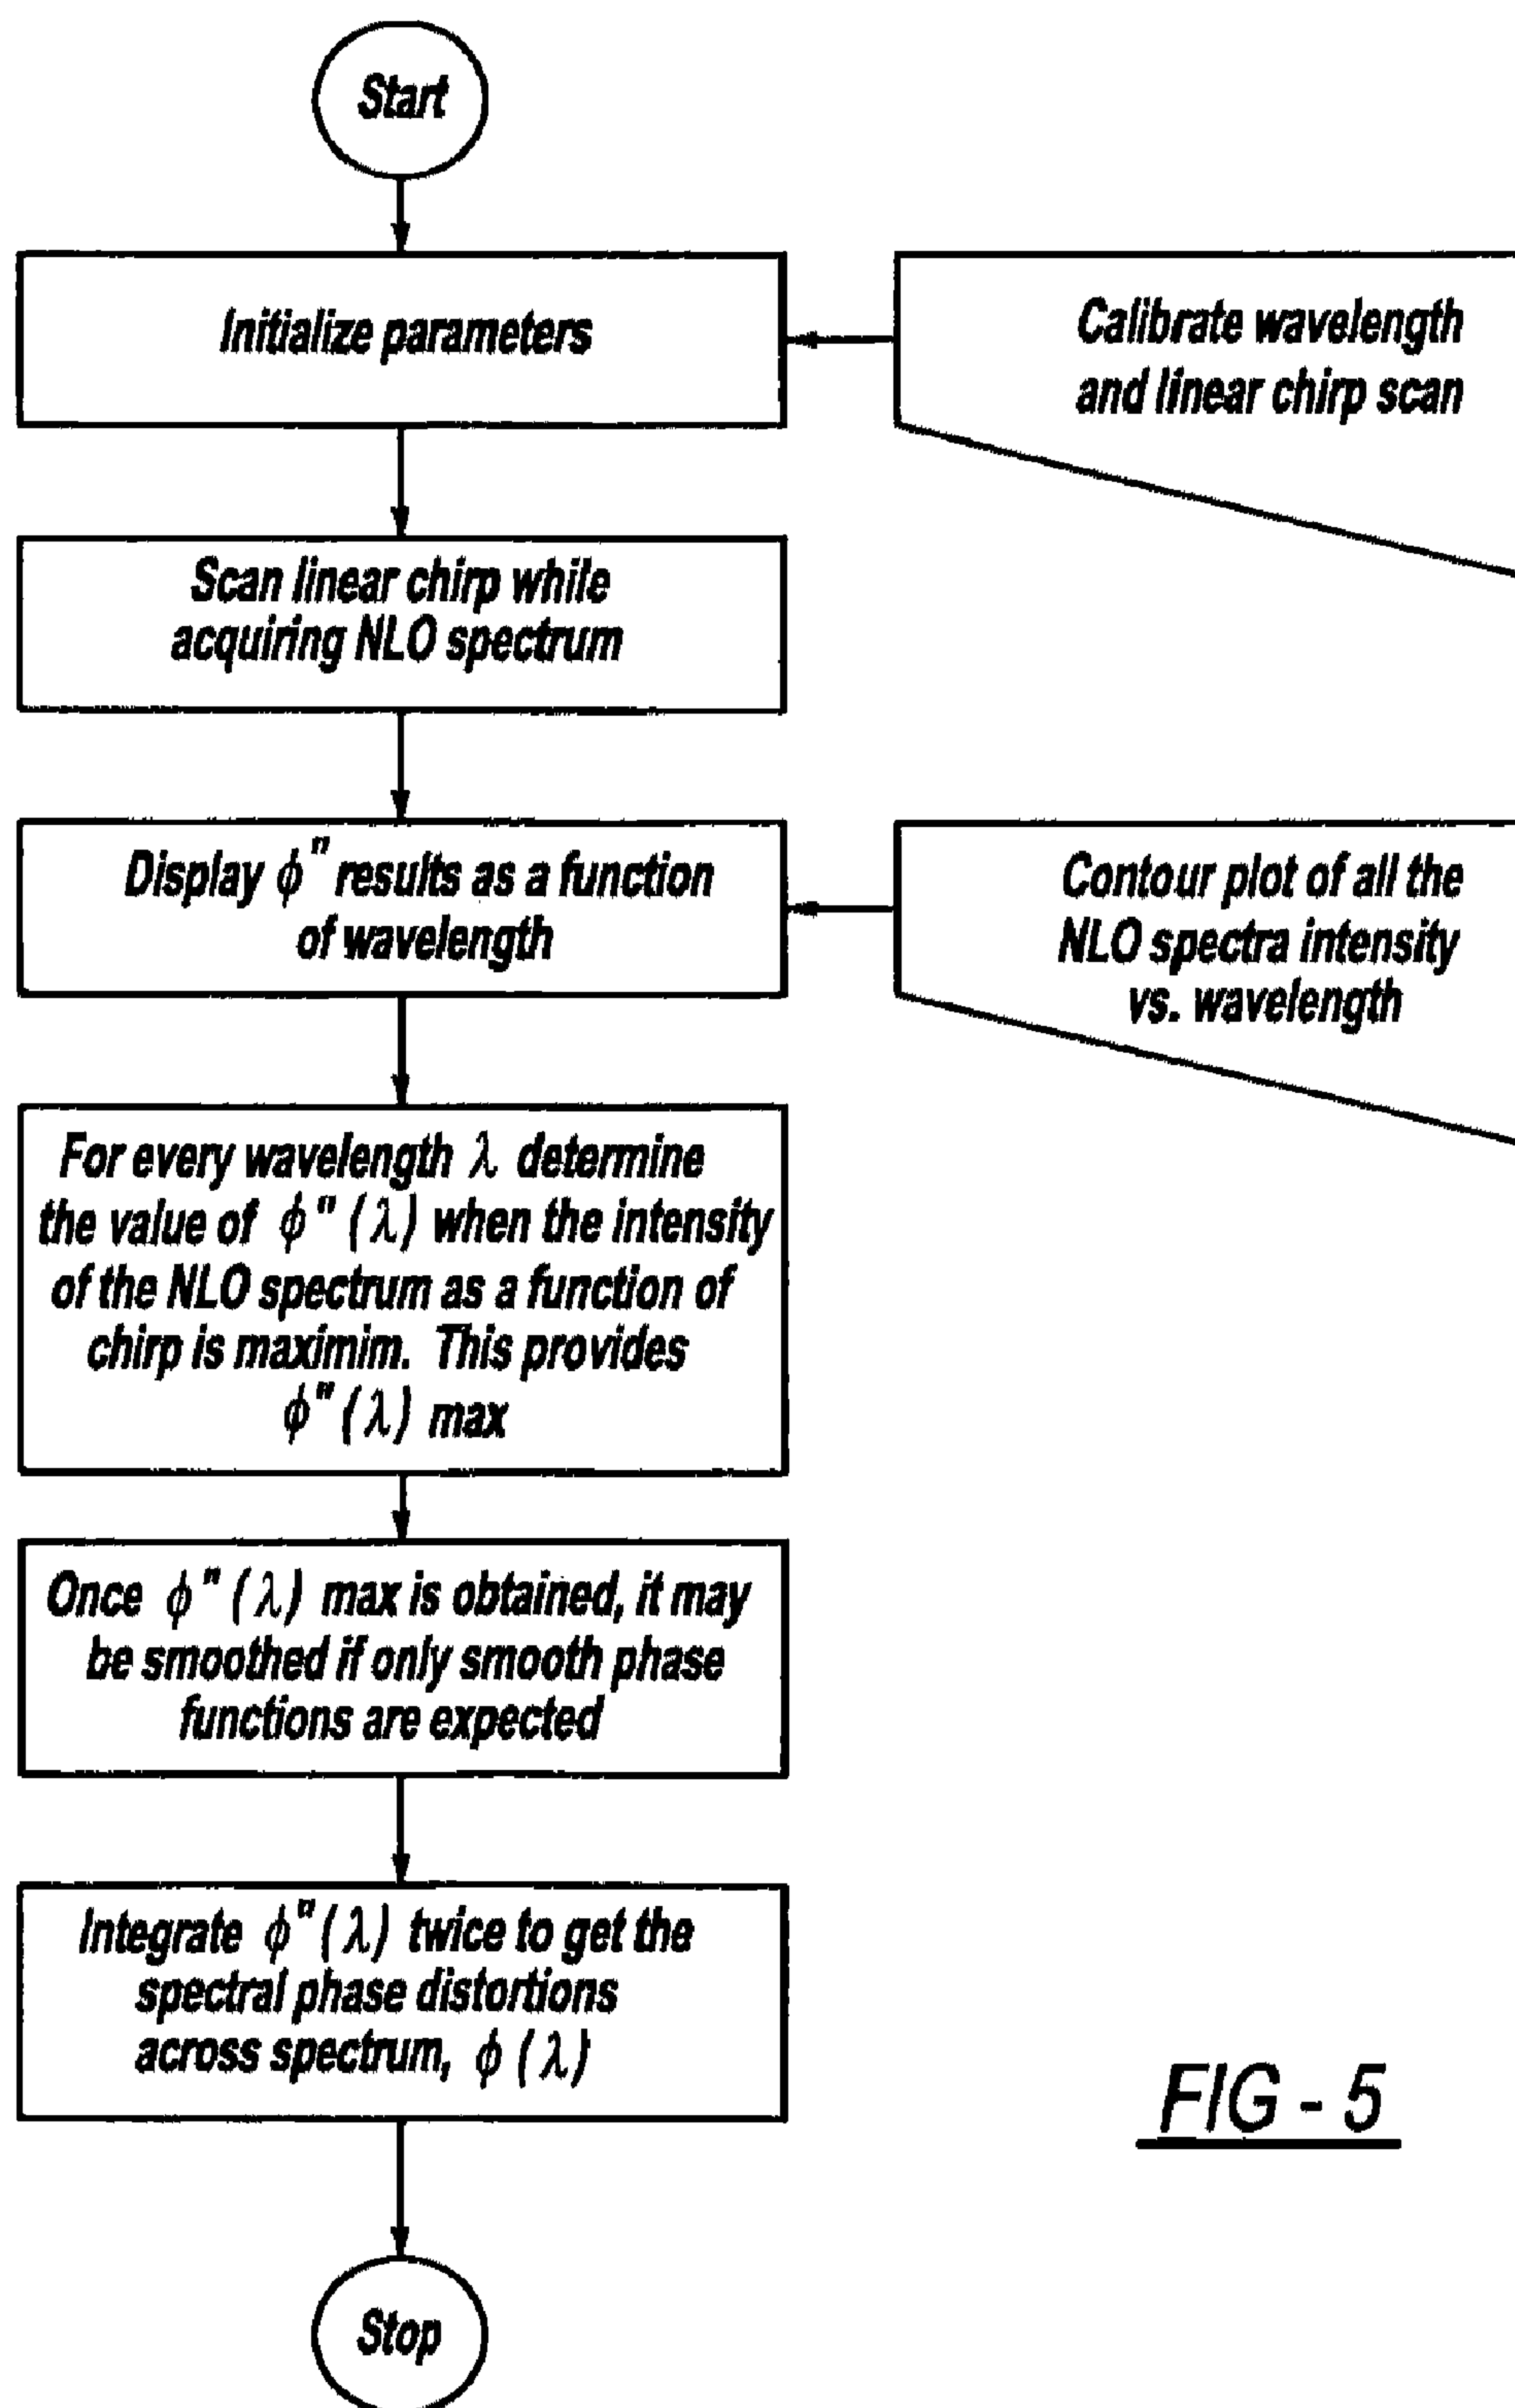 Start
Initialize parameters
Calibrate wavelength
and linear chirp scan
Scan linear chirp while
acquiring NLO spectrum
Display ϕ" results as a function
of wavelength
Contour plot of all the
NLO spectra intensity
vs. wavelength
For every wavelength λ determine
the value of ϕ" (λ) when the intensity
of the NLO spectrum as a function of
chirp is maximim. This provides
ϕ" (λ) max
Once ϕ" (λ) max is obtained, it may
be smoothed if only smooth phase
functions are expected
Integrate ϕ" (λ) twice to get the
spectral phase distortions
across spectrum, ϕ (λ)
Stop
FIG - 5